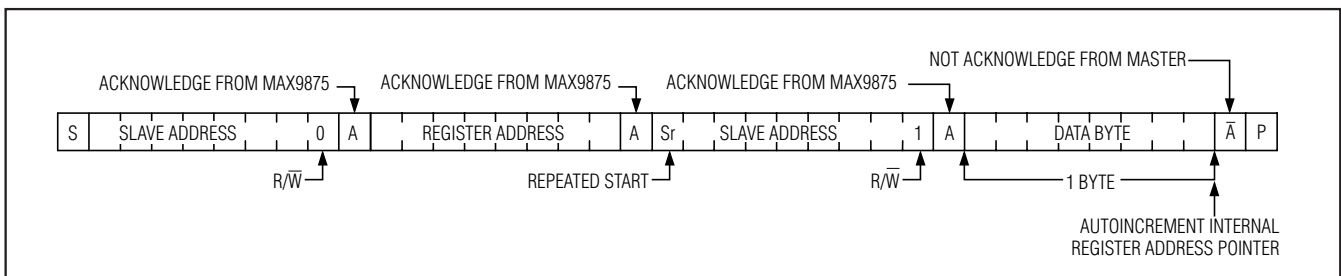 NOT ACKNOWLEDGE FROM MASTER
ACKNOWLEDGE FROM MAX9875 ACKNOWLEDGE FROM MAX9875 ACKNOWLEDGE FROM MAX9875
S SLAVE ADDRESS 0 A REGISTER ADDRESS A Sr SLAVE ADDRESS 1 A DATA BYTE A̅ P
R/W̅ REPEATED START R/W̅ 1 BYTE
AUTOINCREMENT INTERNAL
REGISTER ADDRESS POINTER